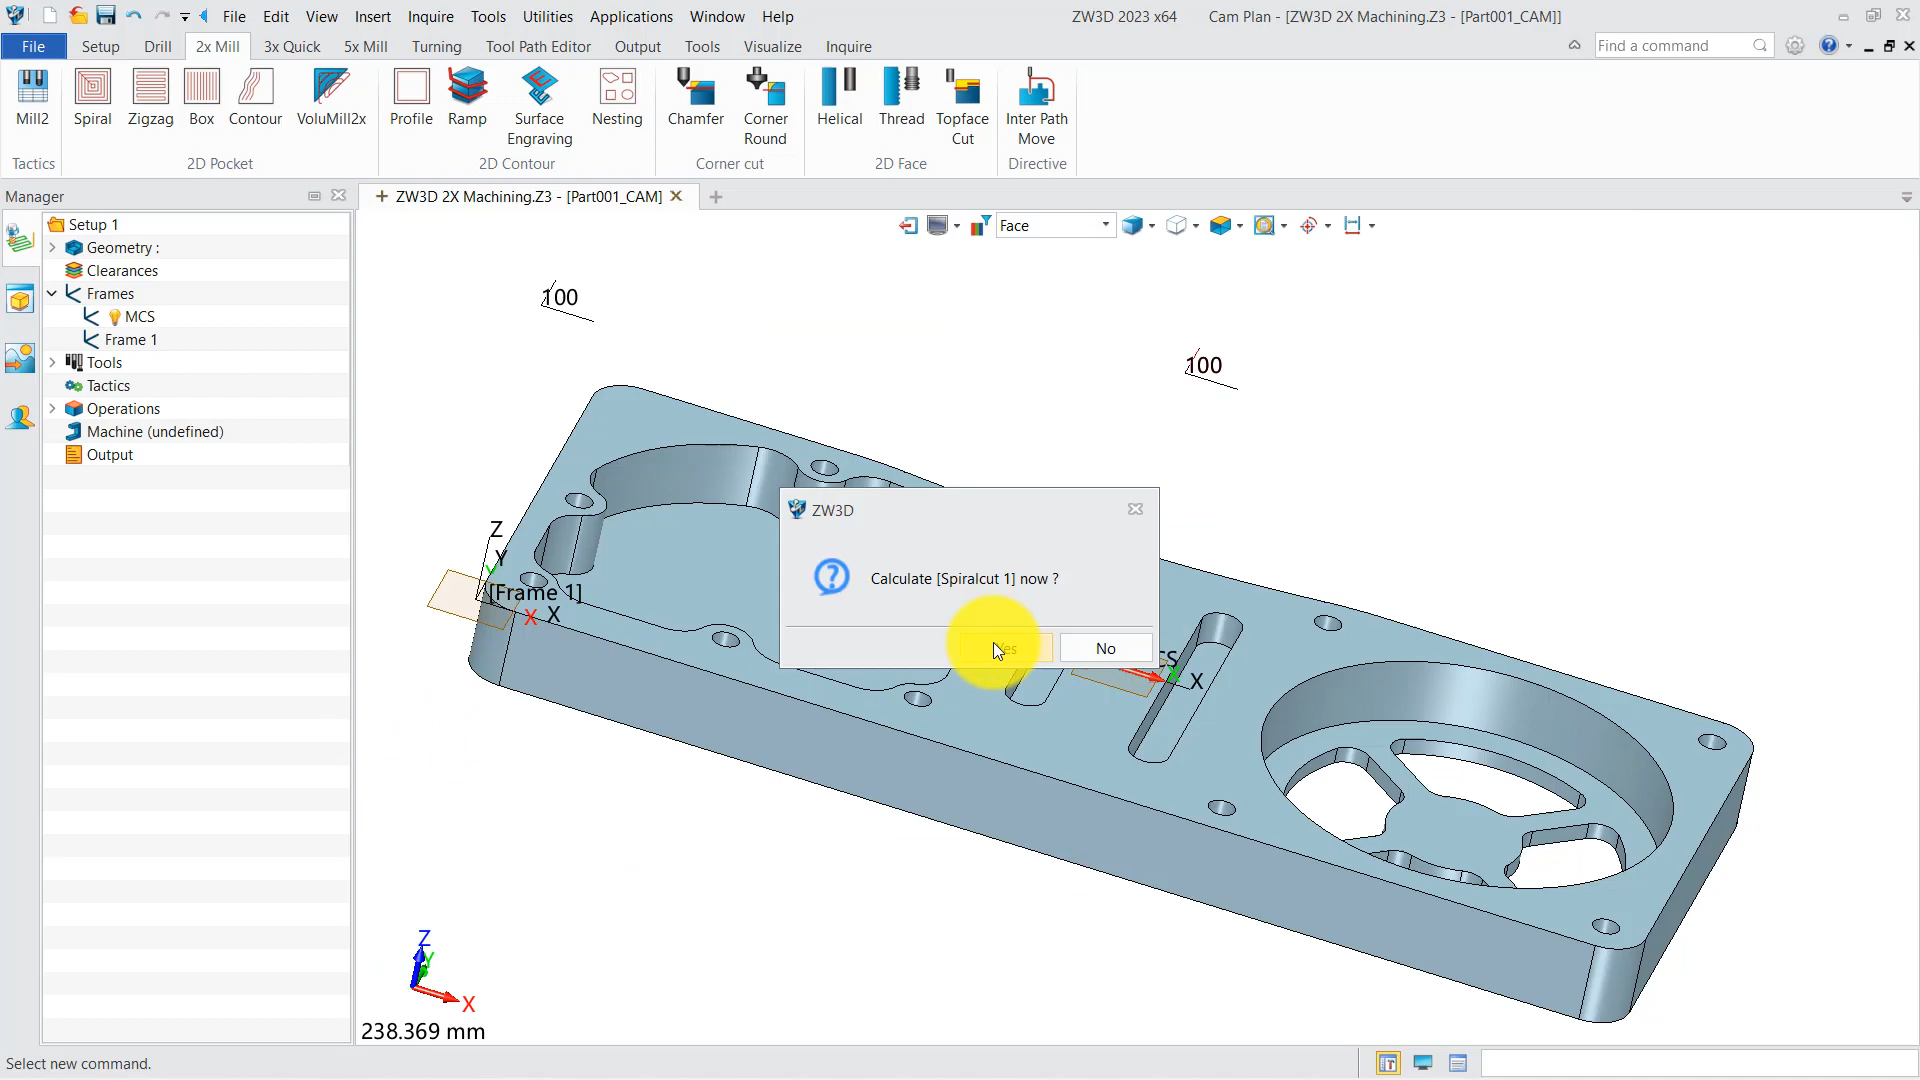 File Edit View Insert Inquire Tools Utilities Applications Window Help ZW3D 2023 x64 Cam Plan - [ZW3D 2X Machining.Z3 - [Part001_CAM]]
File Setup Drill 2x Mill 3x Quick 5x Mill Turning Tool Path Editor Output Tools Visualize Inquire Find a command
Mill2 Spiral Zigzag Box Contour VoluMill2x Profile Ramp Surface Engraving Nesting Chamfer Corner Round Helical Thread Topface Cut Inter Path Move
Tactics 2D Pocket 2D Contour Corner cut 2D Face Directive
Manager
ZW3D 2X Machining.Z3 - [Part001_CAM]
Setup 1
Face
Geometry :
Clearances
Frames
MCS
Frame 1
Tools
Tactics
Operations
Machine (undefined)
Output
100
100
Z
Y
[Frame 1]
X X
ZW3D
Calculate [Spiralcut 1] now ?
No
X
Z
Y
X
238.369 mm
Select new command.